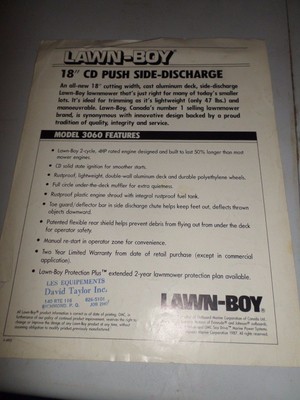 LAWN-BOY
18" CD PUSH SIDE-DISCHARGE
An all-new 18" cutting width, cast aluminum deck, side-discharge
Lawn-Boy lawnmower that's just right for many of today's smaller
lots. It's ideal for trimming as it's lightweight (only 47 lbs.) and
manoeuverable. Lawn-Boy, Canada's number 1 selling lawnmower
brand, is synonymous with innovative design backed by a proud
tradition of quality, integrity and service.
MODEL 3060 FEATURES
• Lawn-Boy 2-cycle, 4HP rated engine designed and built to last 50% longer than most
mower engines.
• CD solid state ignition for smoother starts.
• Rustproof, lightweight, double-wall aluminum deck and durable polyethylene wheels.
• Full circle under-the-deck muffler for extra quietness.
• Rustproof plastic engine shroud with integral rustproof fuel tank.
• Toe guard/deflector bar in side discharge chute helps keep feet out, deflects thrown
objects downward.
• Patented flexible rear shield helps prevent debris from flying out from under the deck
for operator safety.
• Manual re-start in operator zone for convenience.
• Two Year Limited Warranty from date of retail purchase (except in commercial
application).
• Lawn-Boy Protection Plus™ extended 2-year lawnmower protection plan available.
LES EQUIPEMENTS
David Taylor Inc.
LAWN-BOY